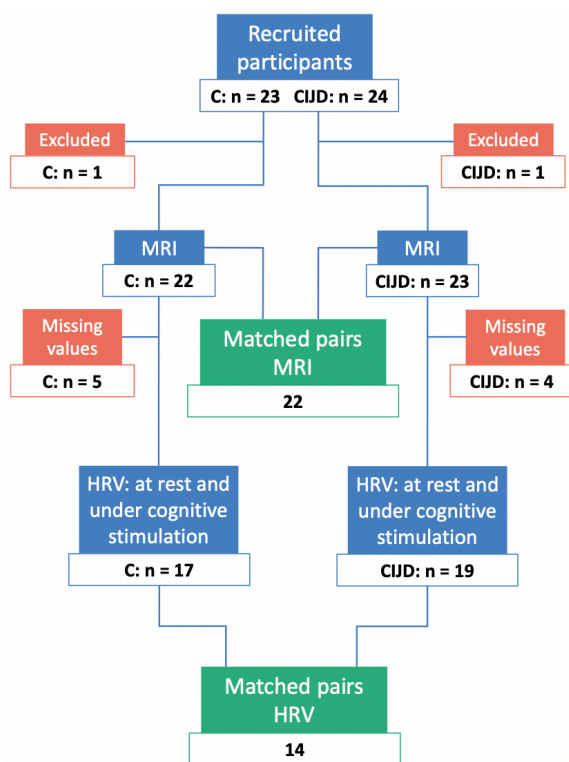 Recruited
participants
C: n = 23 CIJD: n = 24
Excluded
C: n = 1
Excluded
CIJD: n = 1
MRI
C: n = 22
MRI
CIJD: n = 23
Missing
values
C: n = 5
Matched pairs
MRI
22
Missing
values
CIJD: n = 4
HRV: at rest and
under cognitive
stimulation
C: n = 17
HRV: at rest and
under cognitive
stimulation
CIJD: n = 19
Matched pairs
HRV
14